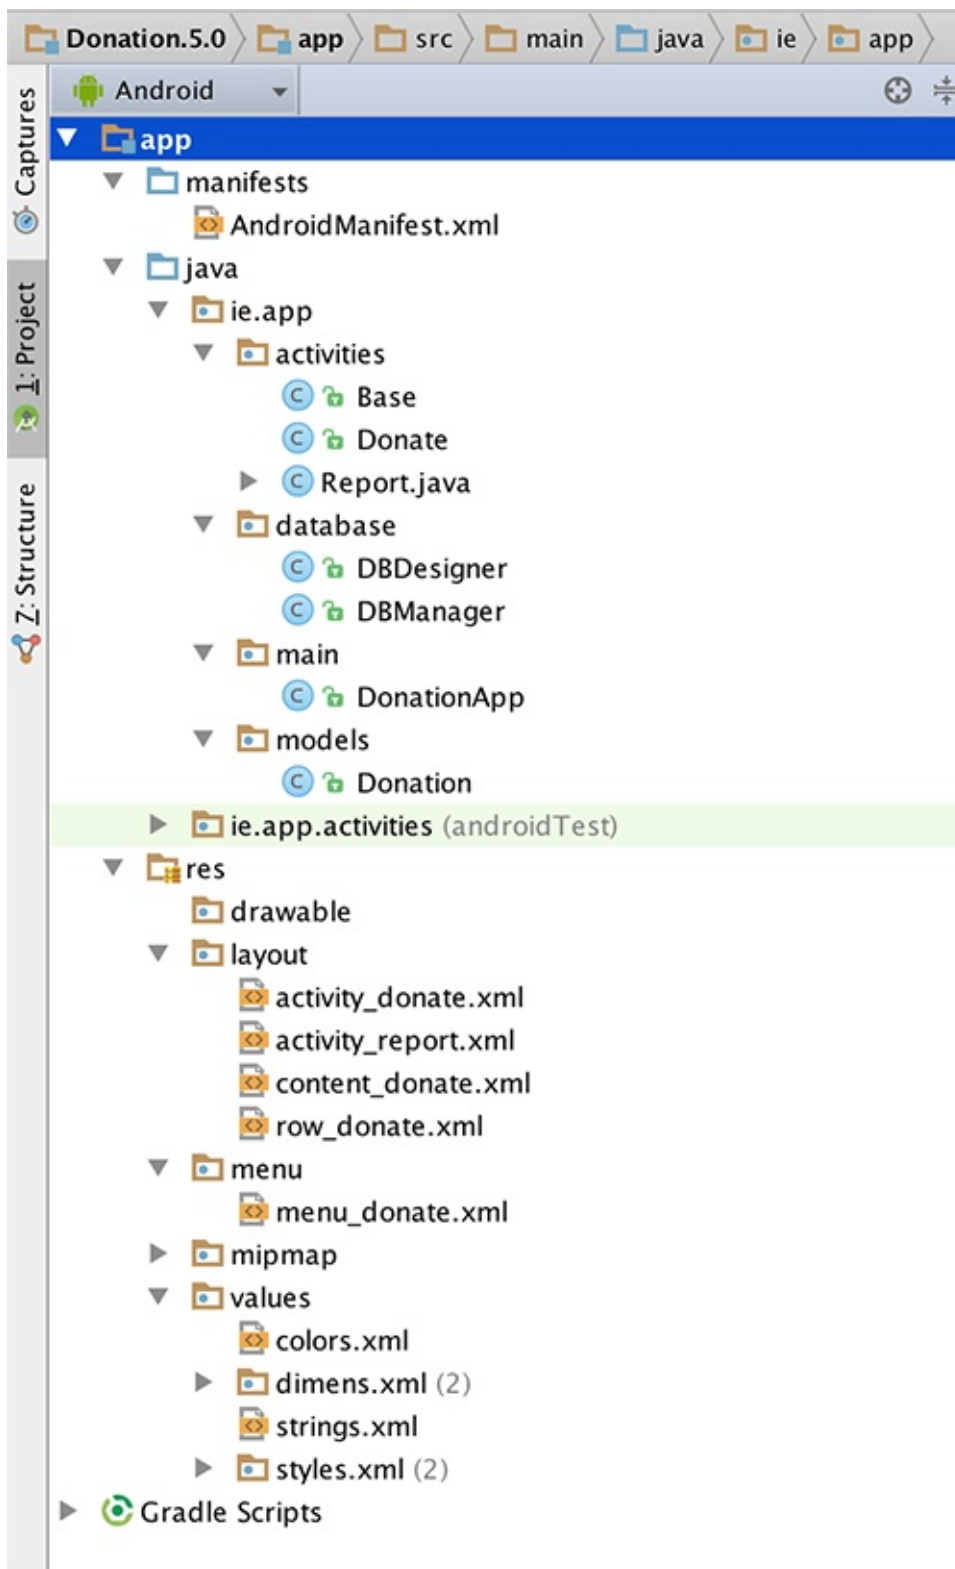 Donation.5.0 app src main java ie app
Android
Captures
1: Project
7: Structure
app
manifests
AndroidManifest.xml
java
ie.app
activities
Base
Donate
Report.java
database
DBDesigner
DBManager
main
DonationApp
models
Donation
ie.app.activities (androidTest)
res
drawable
layout
activity_donate.xml
activity_report.xml
content_donate.xml
row_donate.xml
menu
menu_donate.xml
mipmap
values
colors.xml
dimens.xml (2)
strings.xml
styles.xml (2)
Gradle Scripts